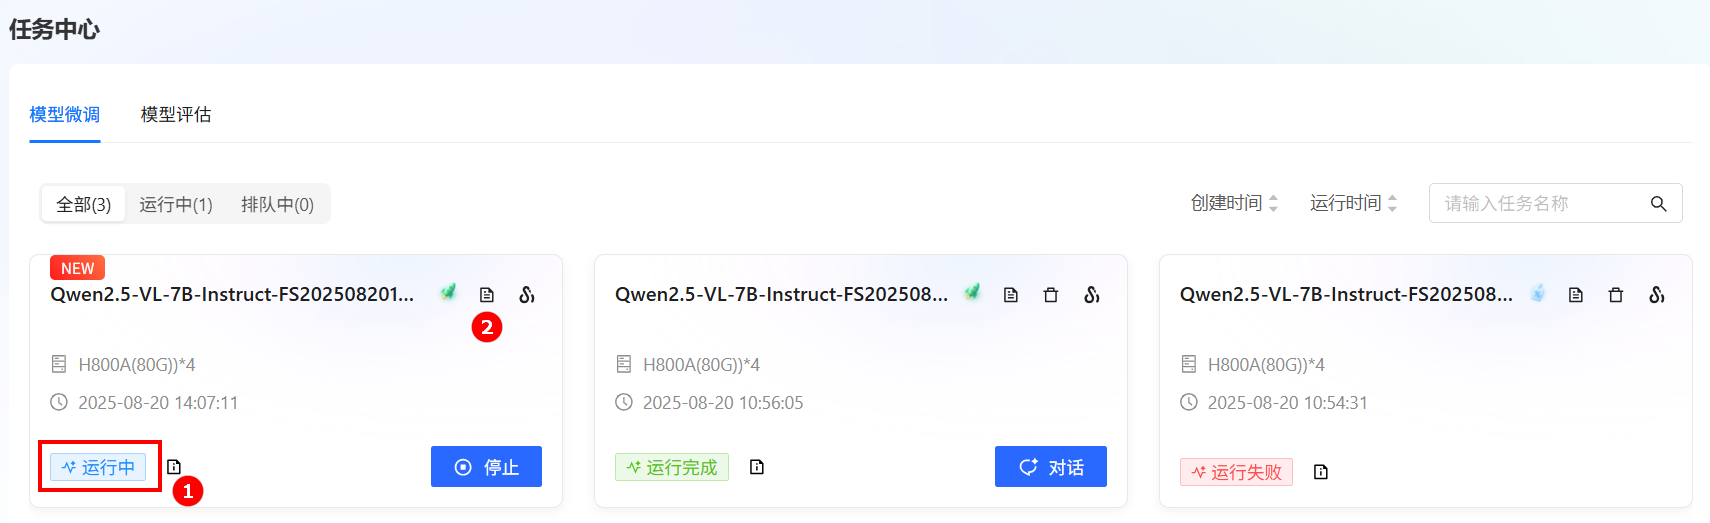 任务中心
模型微调 模型评估
全部(3) 运行中(1) 排队中(0) 创建时间 运行时间 请输入任务名称
NEW
Qwen2.5-VL-7B-Instruct-FS202508201...
2
H800A(80G))*4
2025-08-20 14:07:11
运行中 1 停止
Qwen2.5-VL-7B-Instruct-FS202508...
H800A(80G))*4
2025-08-20 10:56:05
运行完成 对话
Qwen2.5-VL-7B-Instruct-FS202508...
H800A(80G))*4
2025-08-20 10:54:31
运行失败